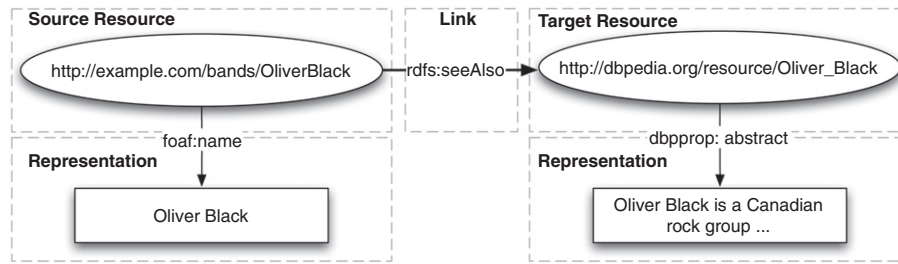 Source Resource
Link
Target Resource
http://example.com/bands/OliverBlack
rdfs:seeAlso
http://dbpedia.org/resource/Oliver_Black
foaf:name
dbpprop: abstract
Representation
Representation
Oliver Black
Oliver Black is a Canadian
rock group ...